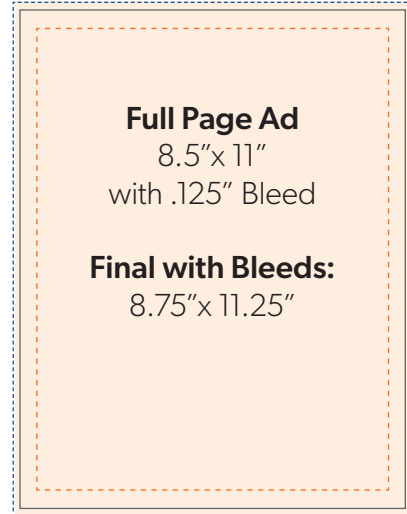 Full Page Ad
8.5”x 11”
with .125” Bleed
Final with Bleeds:
8.75”x 11.25”